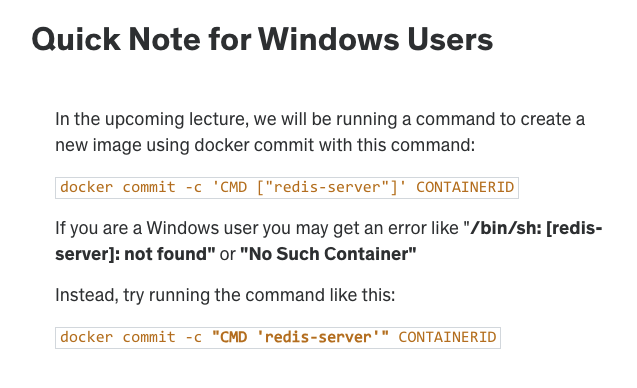 Quick Note for Windows Users
In the upcoming lecture, we will be running a command to create a
new image using docker commit with this command:
docker commit -c 'CMD ["redis-server"]' CONTAINERID
If you are a Windows user you may get an error like "/bin/sh: [redis-
server]: not found" or "No Such Container"
Instead, try running the command like this:
docker commit -c "CMD 'redis-server'" CONTAINERID